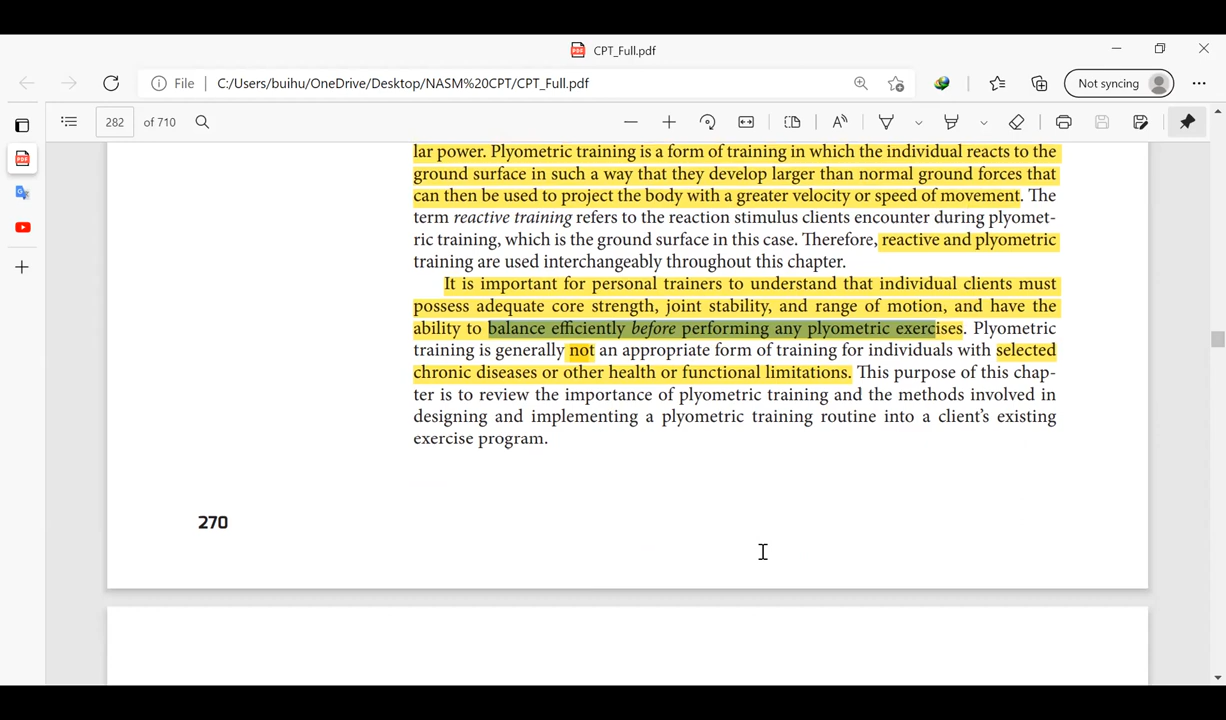 CPT_Full.pdf
File C:/Users/buihu/OneDrive/Desktop/NASM%20CPT/CPT_Full.pdf Not syncing
282 of 710
lar power. Plyometric training is a form of training in which the individual reacts to the
ground surface in such a way that they develop larger than normal ground forces that
can then be used to project the body with a greater velocity or speed of movement. The
term reactive training refers to the reaction stimulus clients encounter during plyomet-
ric training, which is the ground surface in this case. Therefore, reactive and plyometric
training are used interchangeably throughout this chapter.
It is important for personal trainers to understand that individual clients must
possess adequate core strength, joint stability, and range of motion, and have the
ability to balance efficiently before performing any plyometric exercises. Plyometric
training is generally not an appropriate form of training for individuals with selected
chronic diseases or other health or functional limitations. This purpose of this chap-
ter is to review the importance of plyometric training and the methods involved in
designing and implementing a plyometric training routine into a client's existing
exercise program.
270